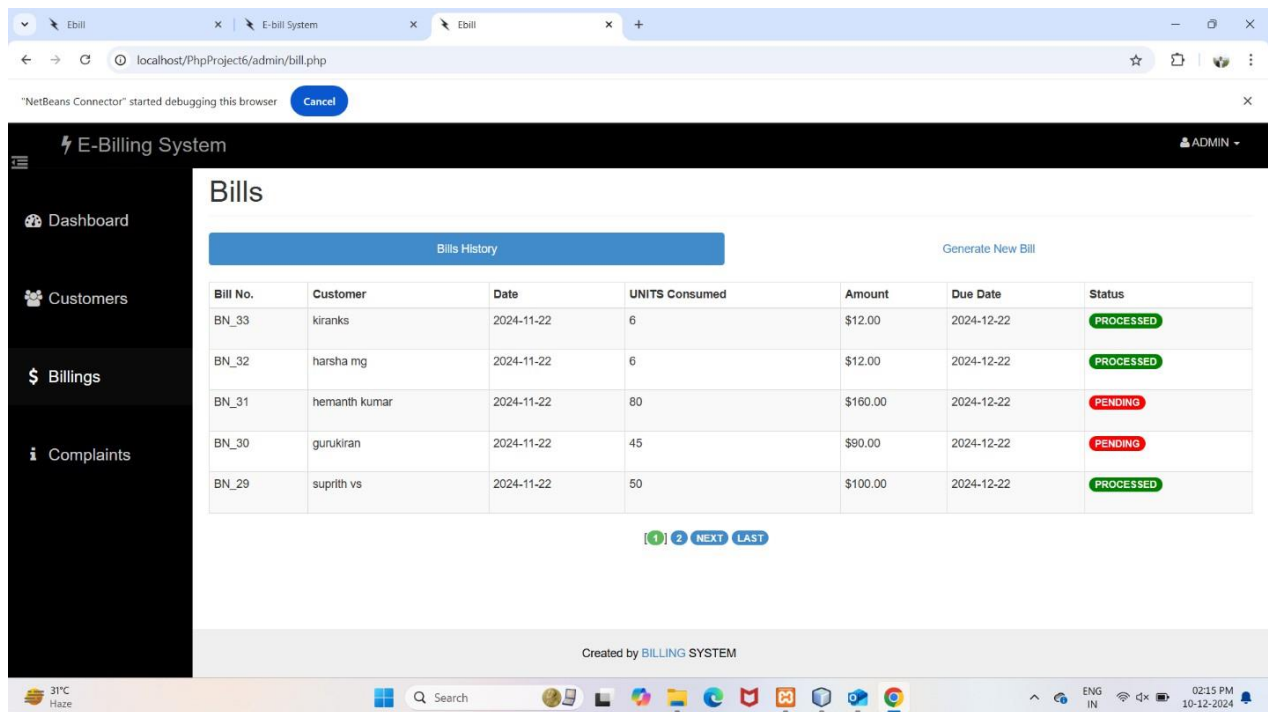 Ebill
E-bill System
Ebill
localhost/PhpProject6/admin/bill.php
"NetBeans Connector" started debugging this browser Cancel
E-Billing System
ADMIN
Bills
Dashboard
Bills History Generate New Bill
Customers
Bill No. Customer Date UNITS Consumed Amount Due Date Status
BN_33 kiranks 2024-11-22 6 $12.00 2024-12-22 PROCESSED
BN_32 harsha mg 2024-11-22 6 $12.00 2024-12-22 PROCESSED
Billings
BN_31 hemanth kumar 2024-11-22 80 $160.00 2024-12-22 PENDING
BN_30 gurukiran 2024-11-22 45 $90.00 2024-12-22 PENDING
Complaints
BN_29 suprith vs 2024-11-22 50 $100.00 2024-12-22 PROCESSED
[1] 2 NEXT LAST
Created by BILLING SYSTEM
31°C
Haze
Search
ENG
IN
02:15 PM
10-12-2024